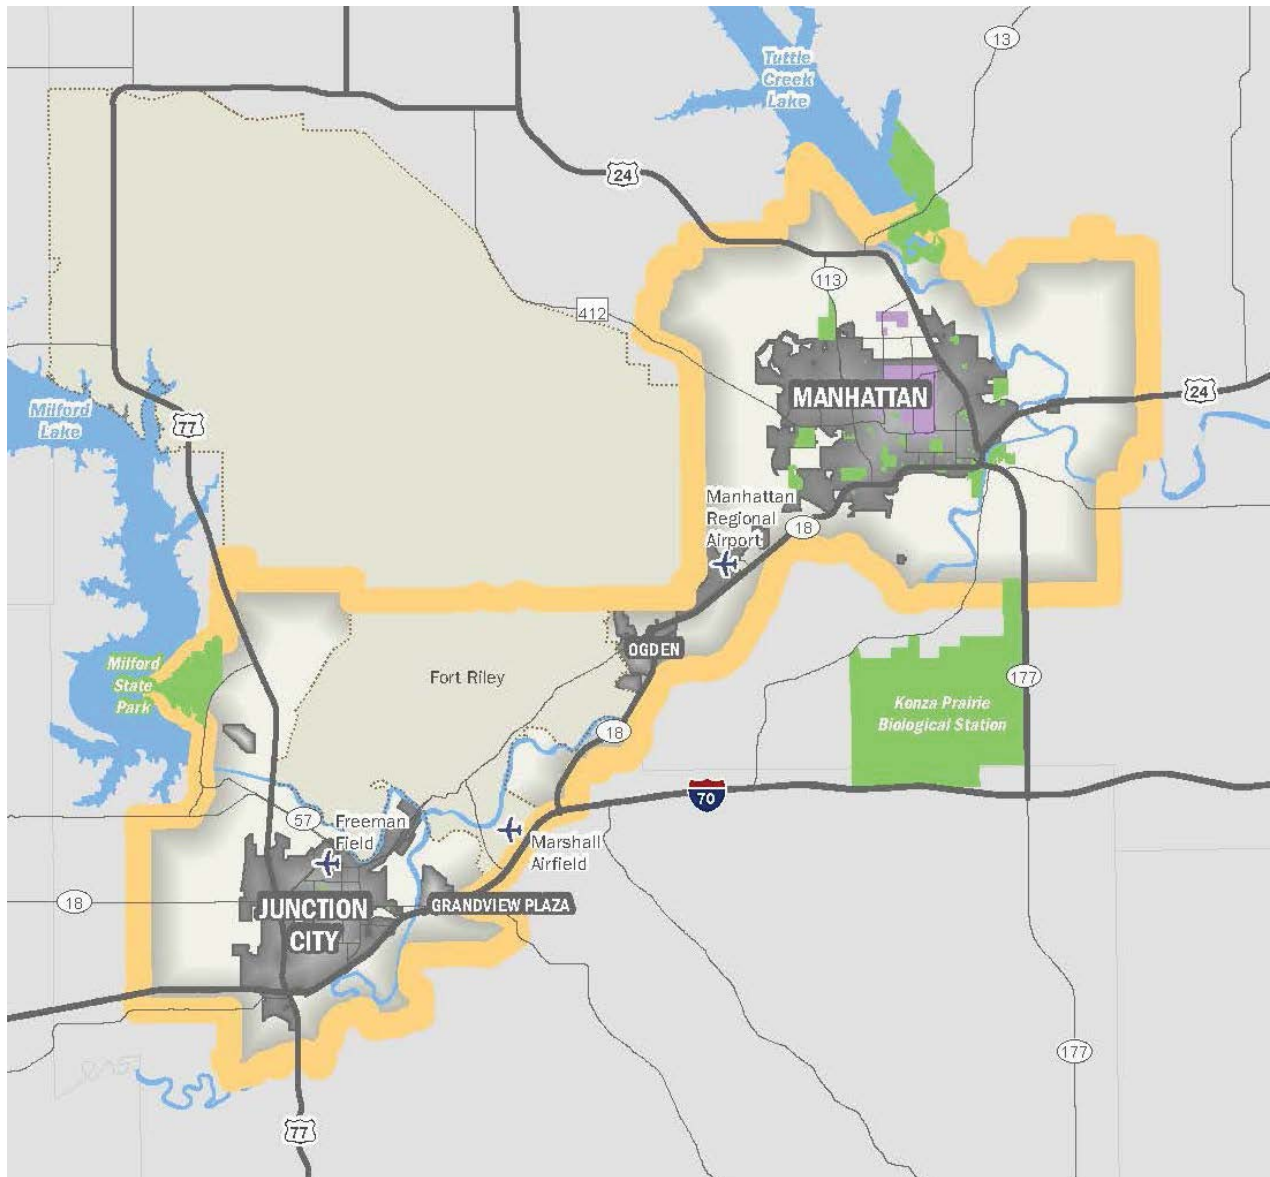 Tuttle
Creek
Lake
13
24
113
412
MANHATTAN
24
Milford
Lake
77
Manhattan
Regional
Airport
18
OGDEN
Milford
State
Park
Fort Riley
177
Konza Prairie
Biological Station
18
70
57
Freeman
Field
Marshall
Airfield
18
JUNCTION
CITY
GRANDVIEW PLAZA
177
77